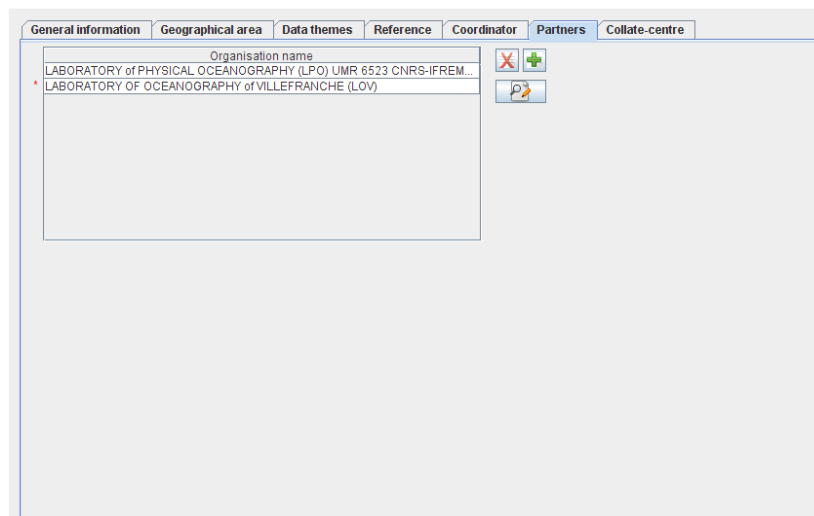 General information Geographical area Data themes Reference Coordinator Partners Collate-centre
Organisation name
LABORATORY of PHYSICAL OCEANOGRAPHY (LPO) UMR 6523 CNRS-IFREM...
* LABORATORY OF OCEANOGRAPHY of VILLEFRANCHE (LOV)